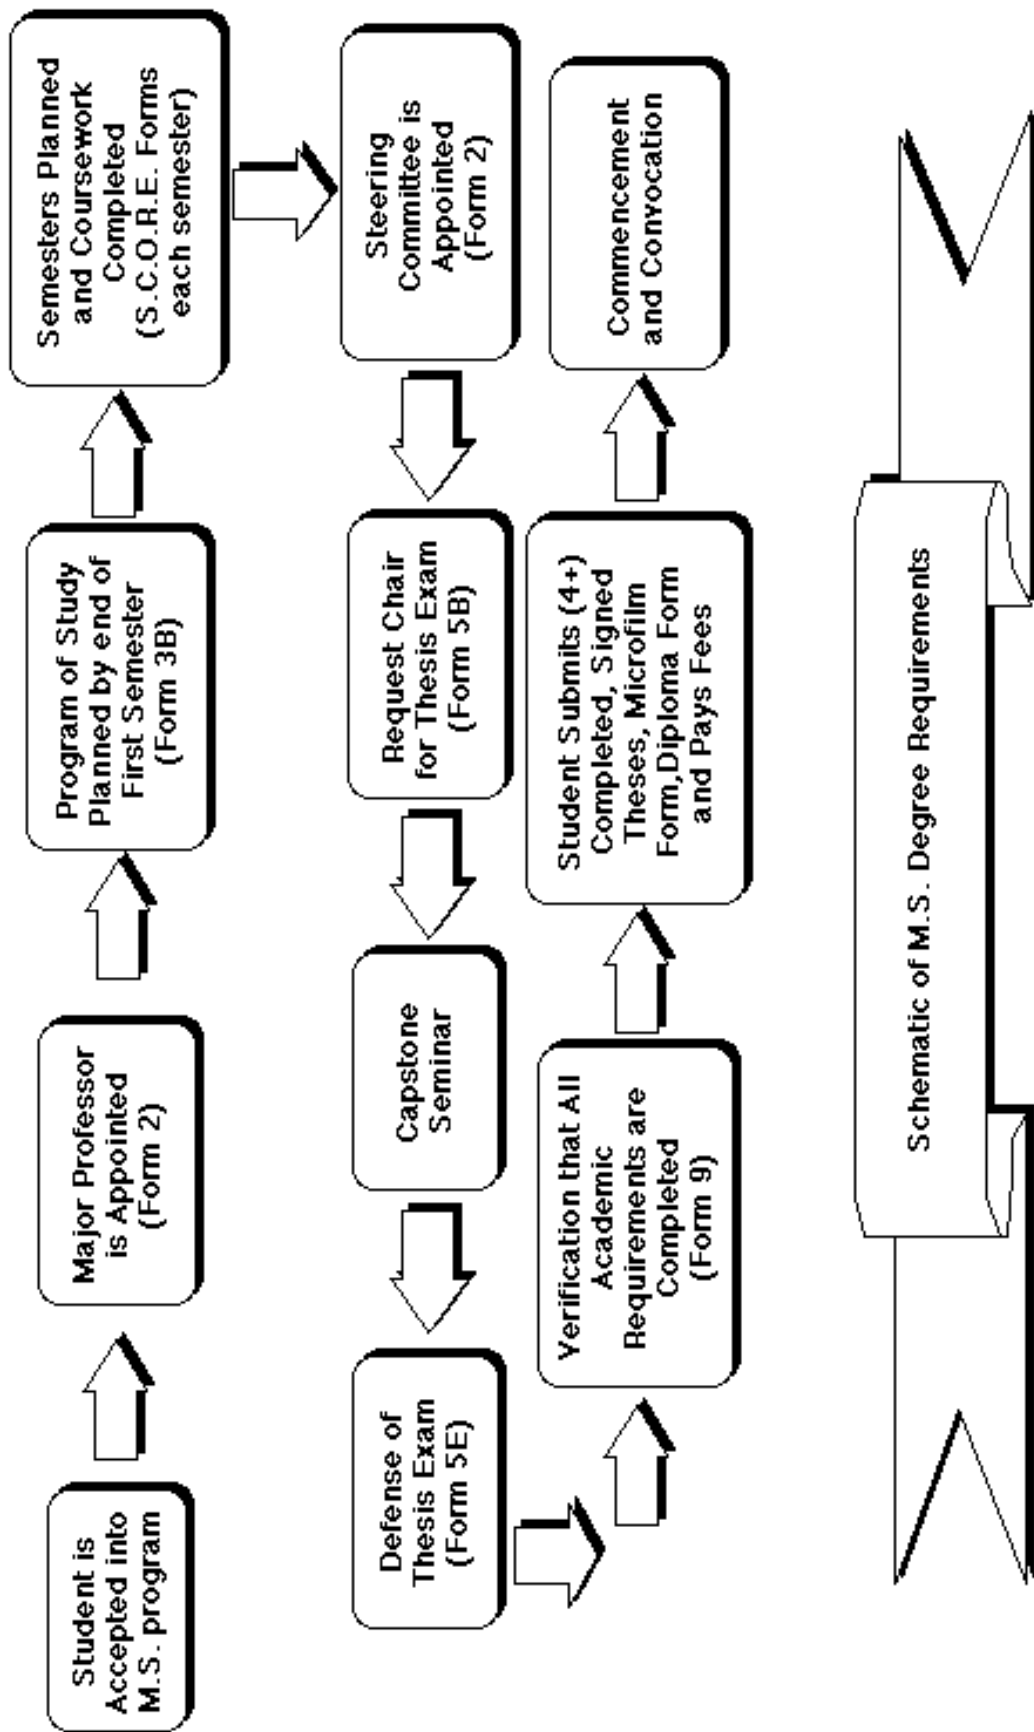 Student is
Accepted into
M.S. program
Major Professor
is Appointed
(Form 2)
Program of Study
Planned by end of
First Semester
(Form 3B)
Semesters Planned
and Coursework
Completed
(S.C.O.R.E. Forms
each semester)
Steering
Committee is
Appointed
(Form 2)
Request Chair
for Thesis Exam
(Form 5B)
Capstone
Seminar
Defense of
Thesis Exam
(Form 5E)
Verification that All
Academic
Requirements are
Completed
(Form 9)
Student Submits (4+)
Completed, Signed
Theses, Microfilm
Form,Diploma Form
and Pays Fees
Commencement
and Convocation
Schematic of M.S. Degree Requirements